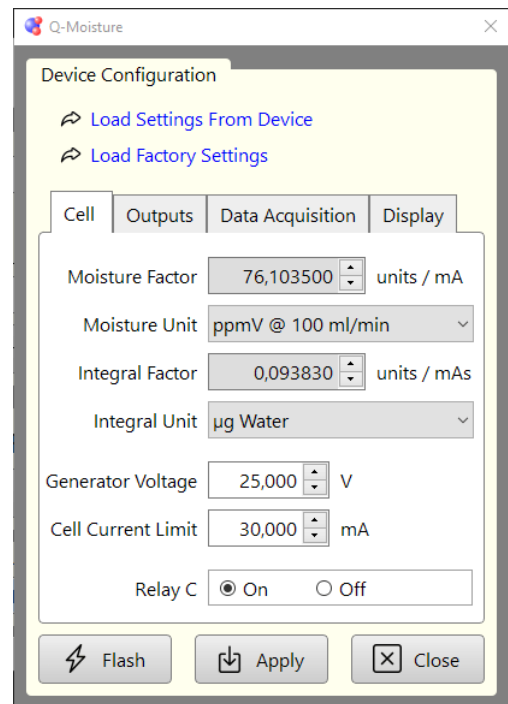 Q-Moisture
Device Configuration
Load Settings From Device
Load Factory Settings
Cell Outputs Data Acquisition Display
Moisture Factor 76,103500 units / mA
Moisture Unit ppmV @ 100 ml/min
Integral Factor 0,093830 units / mAs
Integral Unit µg Water
Generator Voltage 25,000 V
Cell Current Limit 30,000 mA
Relay C On Off
Flash Apply Close